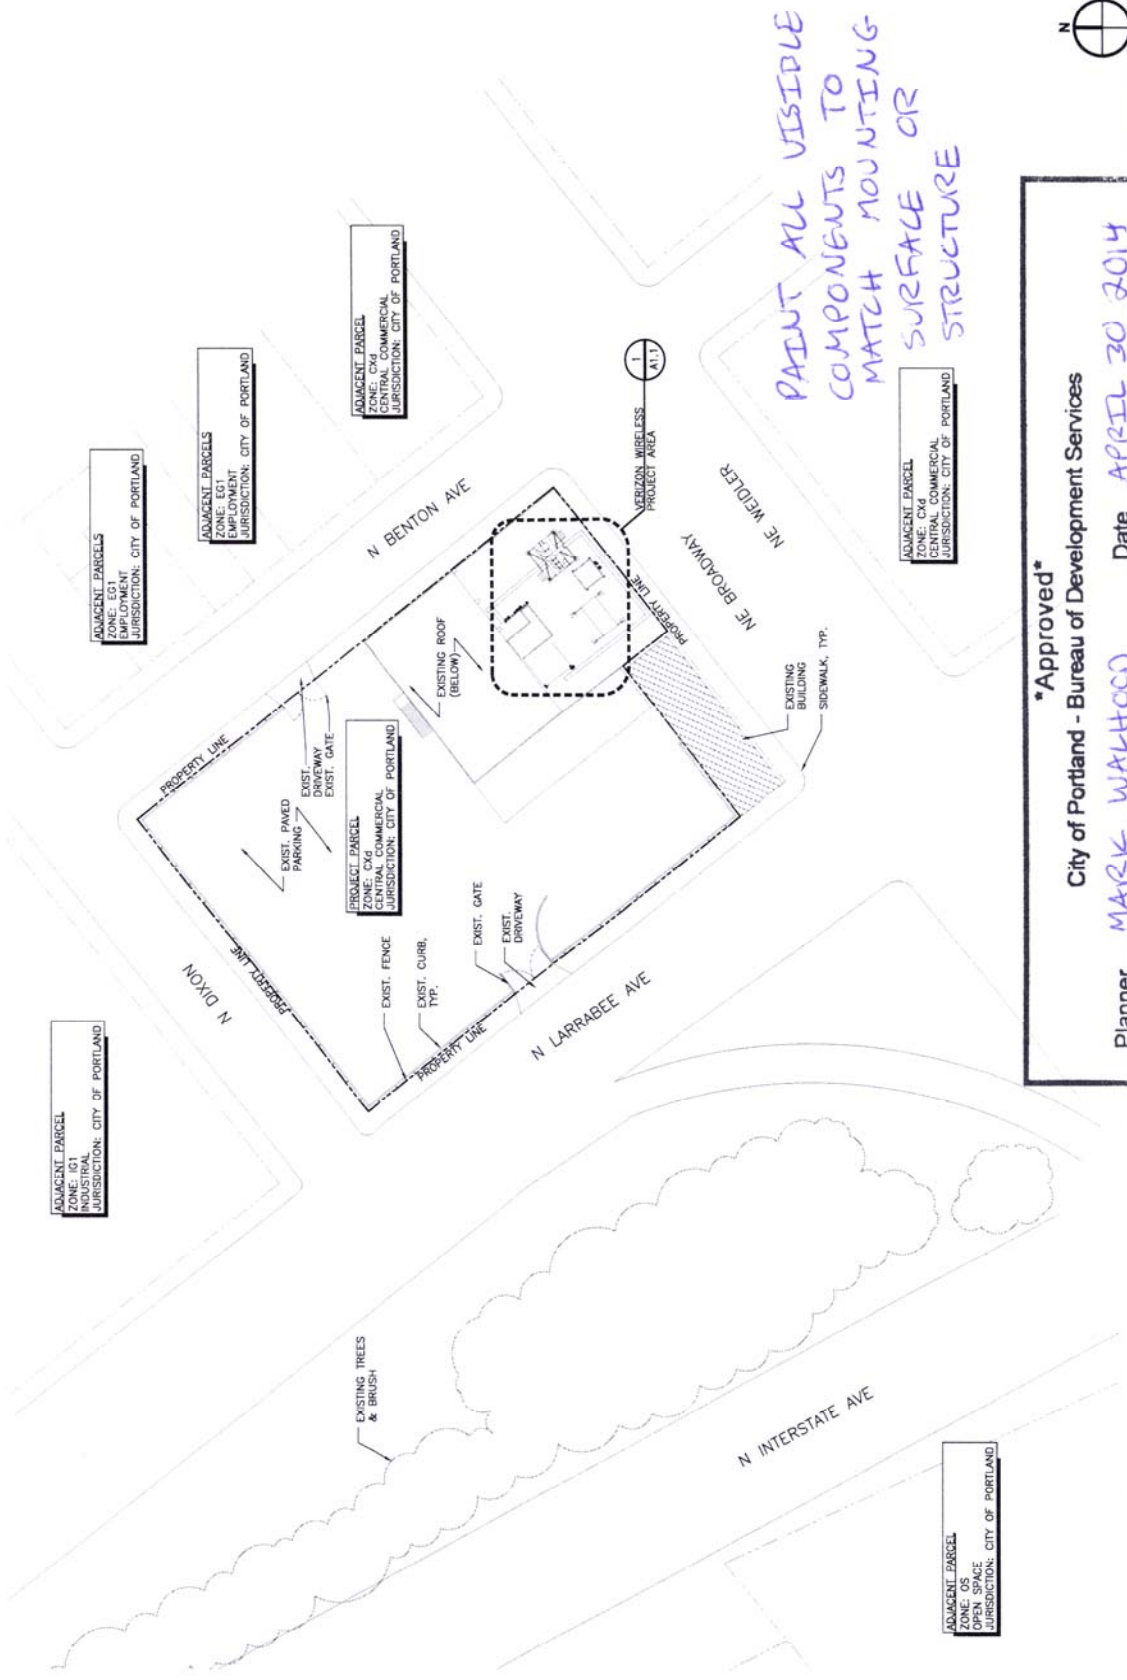 ADJACENT PARCEL
ZONE: IG1
INDUSTRIAL
JURISDICTION: CITY OF PORTLAND
ADJACENT PARCELS
ZONE: EG1
EMPLOYMENT
JURISDICTION: CITY OF PORTLAND
ADJACENT PARCELS
ZONE: EG1
EMPLOYMENT
JURISDICTION: CITY OF PORTLAND
ADJACENT PARCEL
ZONE: CXd
CENTRAL COMMERCIAL
JURISDICTION: CITY OF PORTLAND
N DIXON
PROPERTY LINE
PROPERTY LINE
N BENTON AVE
EXIST. PAVED
PARKING
EXIST.
DRIVEWAY
EXIST. GATE
PROJECT PARCEL
ZONE: CXd
CENTRAL COMMERCIAL
JURISDICTION: CITY OF PORTLAND
EXISTING ROOF
(BELOW)
EXISTING TREES
& BRUSH
EXIST. FENCE
EXIST. CURB,
TYP.
PROPERTY LINE
EXIST. GATE
EXIST.
DRIVEWAY
N LARRABEE AVE
PROPERTY LINE
VERIZON WIRELESS
PROJECT AREA
1
A1.1
NE BROADWAY
NE WEIDLER
EXISTING
BUILDING
SIDEWALK, TYP.
N INTERSTATE AVE
ADJACENT PARCEL
ZONE: OS
OPEN SPACE
JURISDICTION: CITY OF PORTLAND
ADJACENT PARCEL
ZONE: CXd
CENTRAL COMMERCIAL
JURISDICTION: CITY OF PORTLAND
PAINT ALL VISIBLE
COMPONENTS TO
MATCH MOUNTING
SURFACE OR
STRUCTURE
N
*Approved*
City of Portland - Bureau of Development Services
Planner MARK WALHOOD Date APRIL 30 2014